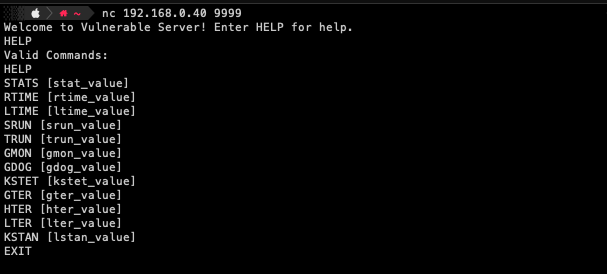 ~ nc 192.168.0.40 9999
Welcome to Vulnerable Server! Enter HELP for help.
HELP
Valid Commands:
HELP
STATS [stat_value]
RTIME [rtime_value]
LTIME [ltime_value]
SRUN [srun_value]
TRUN [trun_value]
GMON [gmon_value]
GDOG [gdog_value]
KSTET [kstet_value]
GTER [gter_value]
HTER [hter_value]
LTER [lter_value]
KSTAN [lstan_value]
EXIT